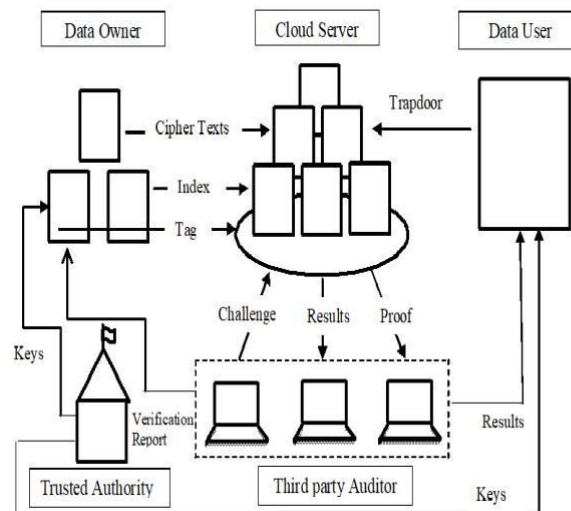 Data Owner
Cloud Server
Data User
Cipher Texts
Trapdoor
Index
Tag
Challenge
Results
Proof
Keys
Verification
Report
Results
Trusted Authority
Third party Auditor
Keys